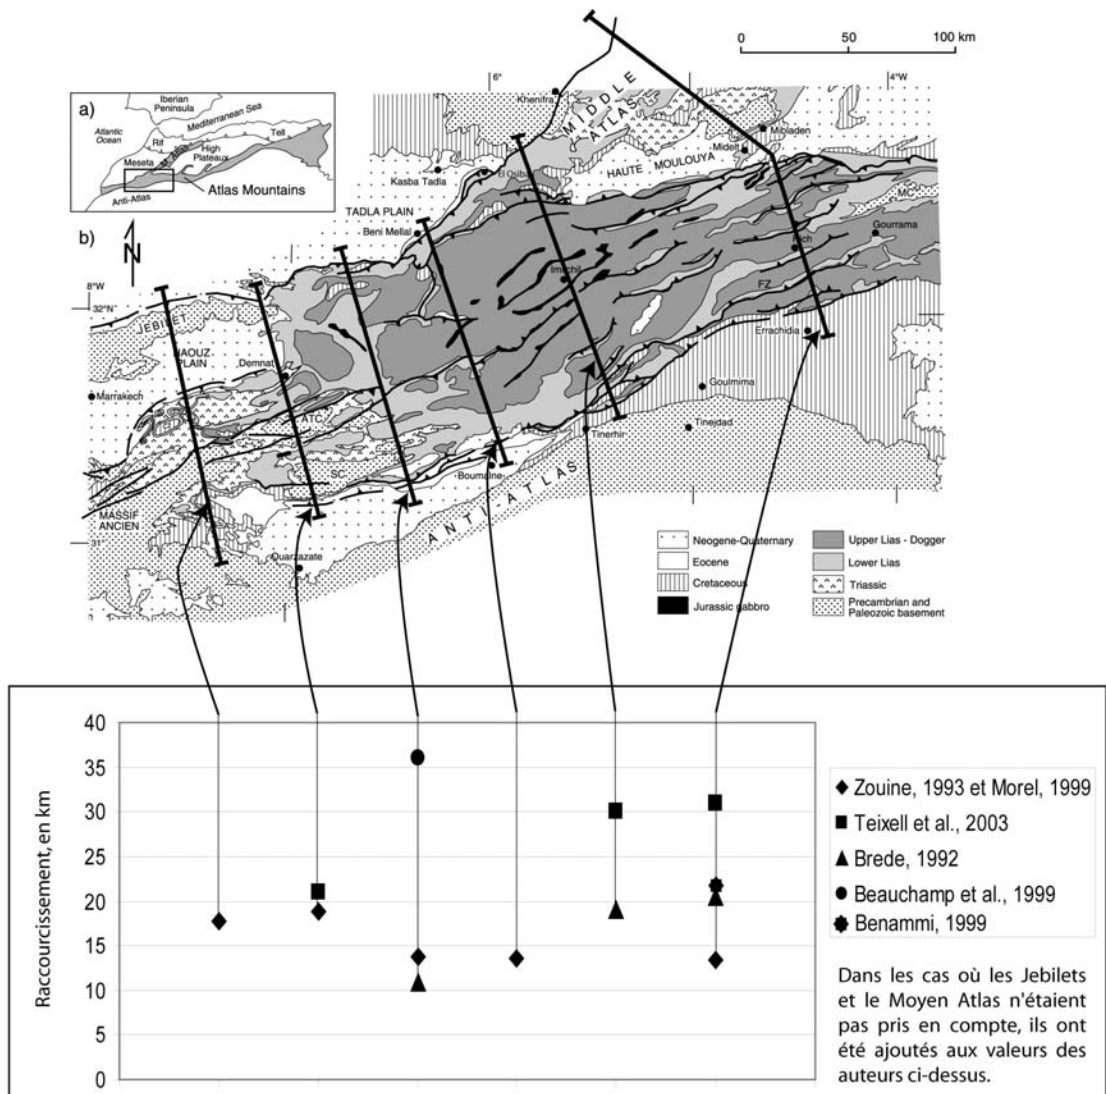 0 50 100 km
6° 4°W
a)
Iberian
Peninsula
Mediterranean Sea
Atlantic
Ocean
Rif
Tell
High
Plateaux
Meseta
Atlas Mountains
Anti-Atlas
b)
N
8°W
32°N
31°
Khenifra
MIDDLE
ATLAS
Mibladen
Midelt
HAUTE MOULOUYA
Kasba Tadla
El Qsiba
TADLA PLAIN
Beni Mellal
MC
Gourrama
Rich
Imilchil
FZ
JEBILET
HAOUZ
PLAIN
Demnat
Marrakech
ATC
SC
Errachidia
Goulmima
Tinejdad
Tinerhir
Boumalne
MASSIF
ANCIEN
Ouarzazate
ANTI-ATLAS
Neogene-Quaternary
Eocene
Cretaceous
Jurassic gabbro
Upper Lias - Dogger
Lower Lias
Triassic
Precambrian and
Paleozoic basement
Raccourcissement, en km
40
35
30
25
20
15
10
5
0
Zouine, 1993 et Morel, 1999
Teixell et al., 2003
Brede, 1992
Beauchamp et al., 1999
Benammi, 1999
Dans les cas où les Jebilets
et le Moyen Atlas n'étaient
pas pris en compte, ils ont
été ajoutés aux valeurs des
auteurs ci-dessus.